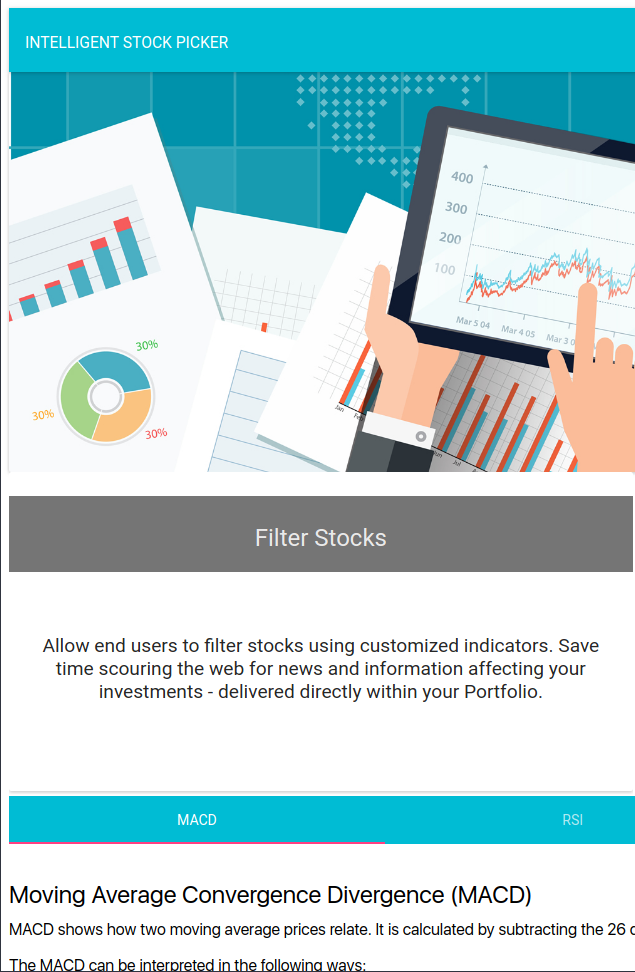 INTELLIGENT STOCK PICKER
400
300
200
100
Mar 5 04
Mar 4 05
Mar 3 0
30%
30%
30%
Jan
Jul
Filter Stocks
Allow end users to filter stocks using customized indicators. Save
time scouring the web for news and information affecting your
investments - delivered directly within your Portfolio.
MACD
RSI
Moving Average Convergence Divergence (MACD)
MACD shows how two moving average prices relate. It is calculated by subtracting the 26
The MACD can be interpreted in the following ways: